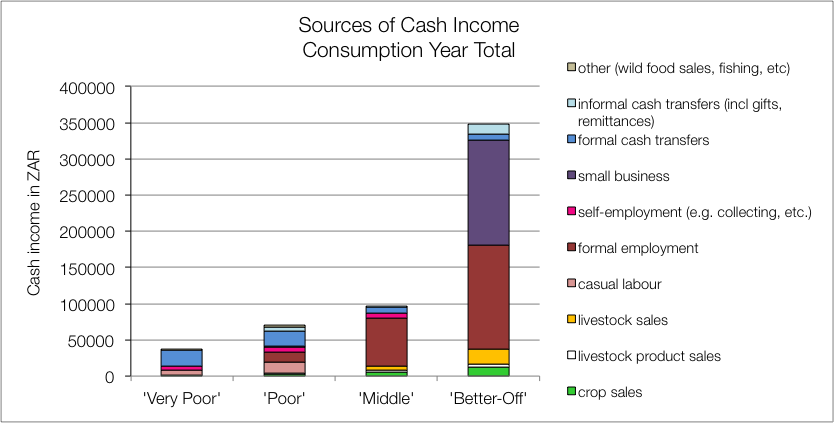 Sources of Cash Income
Consumption Year Total
Cash income in ZAR
400000
350000
300000
250000
200000
150000
100000
50000
0
'Very Poor'
'Poor'
'Middle'
'Better-Off'
other (wild food sales, fishing, etc)
informal cash transfers (incl gifts,
remittances)
formal cash transfers
small business
self-employment (e.g. collecting, etc.)
formal employment
casual labour
livestock sales
livestock product sales
crop sales